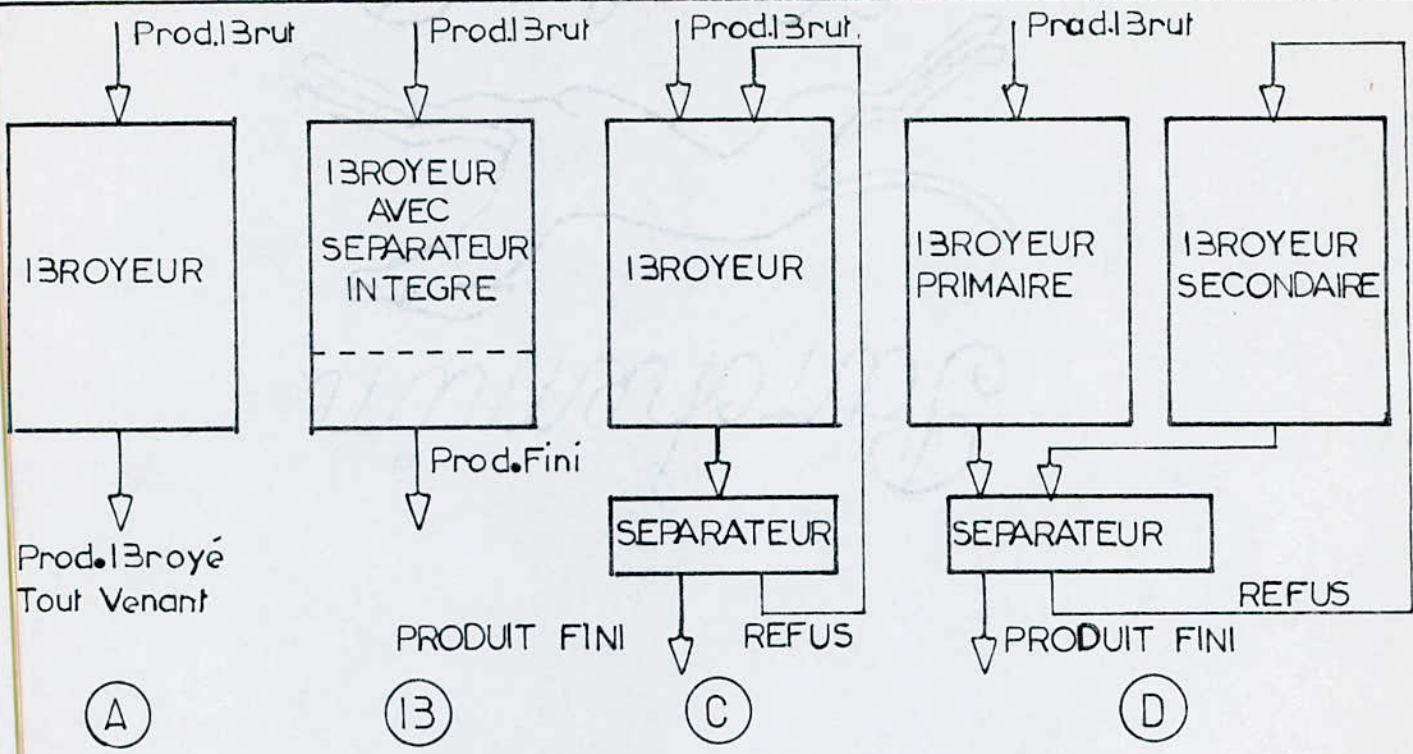 Prod.Brut
BROYEUR
Prod.Broyé
Tout Venant
A
Prod.Brut
BROYEUR
AVEC
SEPARATEUR
INTEGRE
Prod.Fini
B
Prod.Brut.
BROYEUR
SEPARATEUR
PRODUIT FINI
REFUS
C
Prad.Brut
BROYEUR
PRIMAIRE
BROYEUR
SECONDAIRE
SEPARATEUR
REFUS
PRODUIT FINI
D